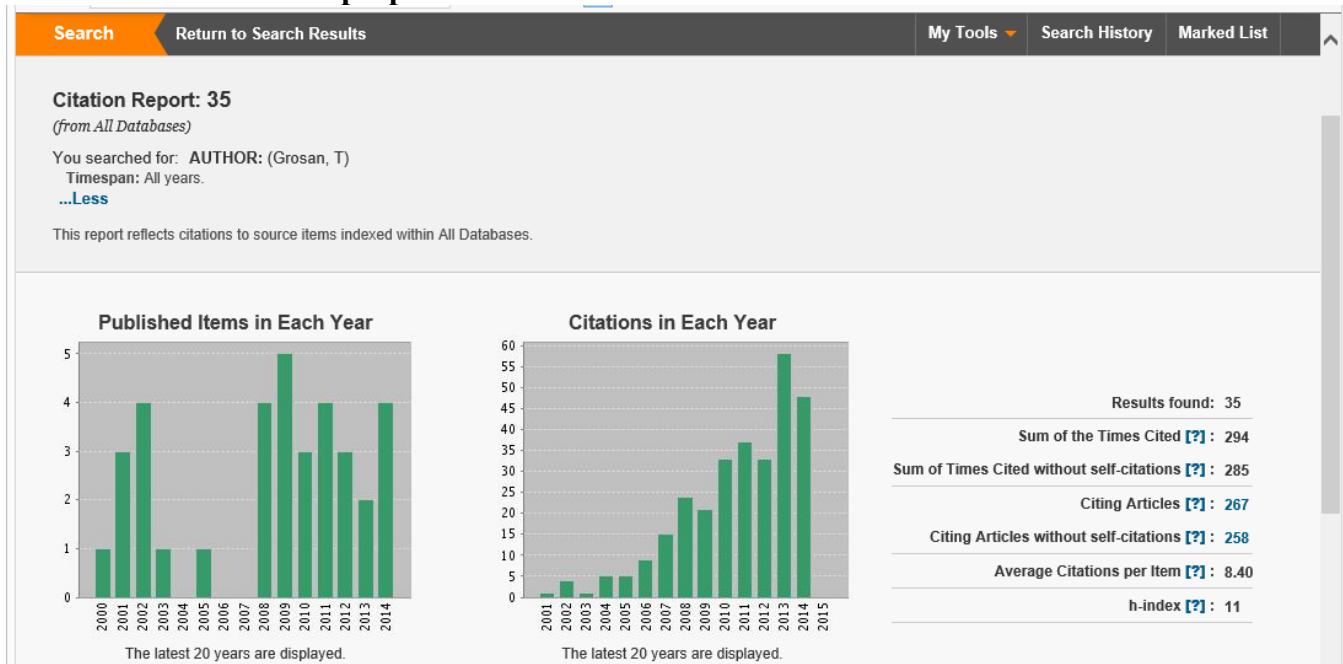 Search
Return to Search Results
My Tools
Search History
Marked List
Citation Report: 35
(from All Databases)
You searched for: AUTHOR: (Grosan, T)
Timespan: All years.
...Less
This report reflects citations to source items indexed within All Databases.
Published Items in Each Year
5
4
3
2
1
0
2000
2001
2002
2003
2004
2005
2006
2007
2008
2009
2010
2011
2012
2013
2014
The latest 20 years are displayed.
Citations in Each Year
60
55
50
45
40
35
30
25
20
15
10
5
0
2001
2002
2003
2004
2005
2006
2007
2008
2009
2010
2011
2012
2013
2014
2015
The latest 20 years are displayed.
Results found: 35
Sum of the Times Cited [?] : 294
Sum of Times Cited without self-citations [?] : 285
Citing Articles [?] : 267
Citing Articles without self-citations [?] : 258
Average Citations per Item [?] : 8.40
h-index [?] : 11